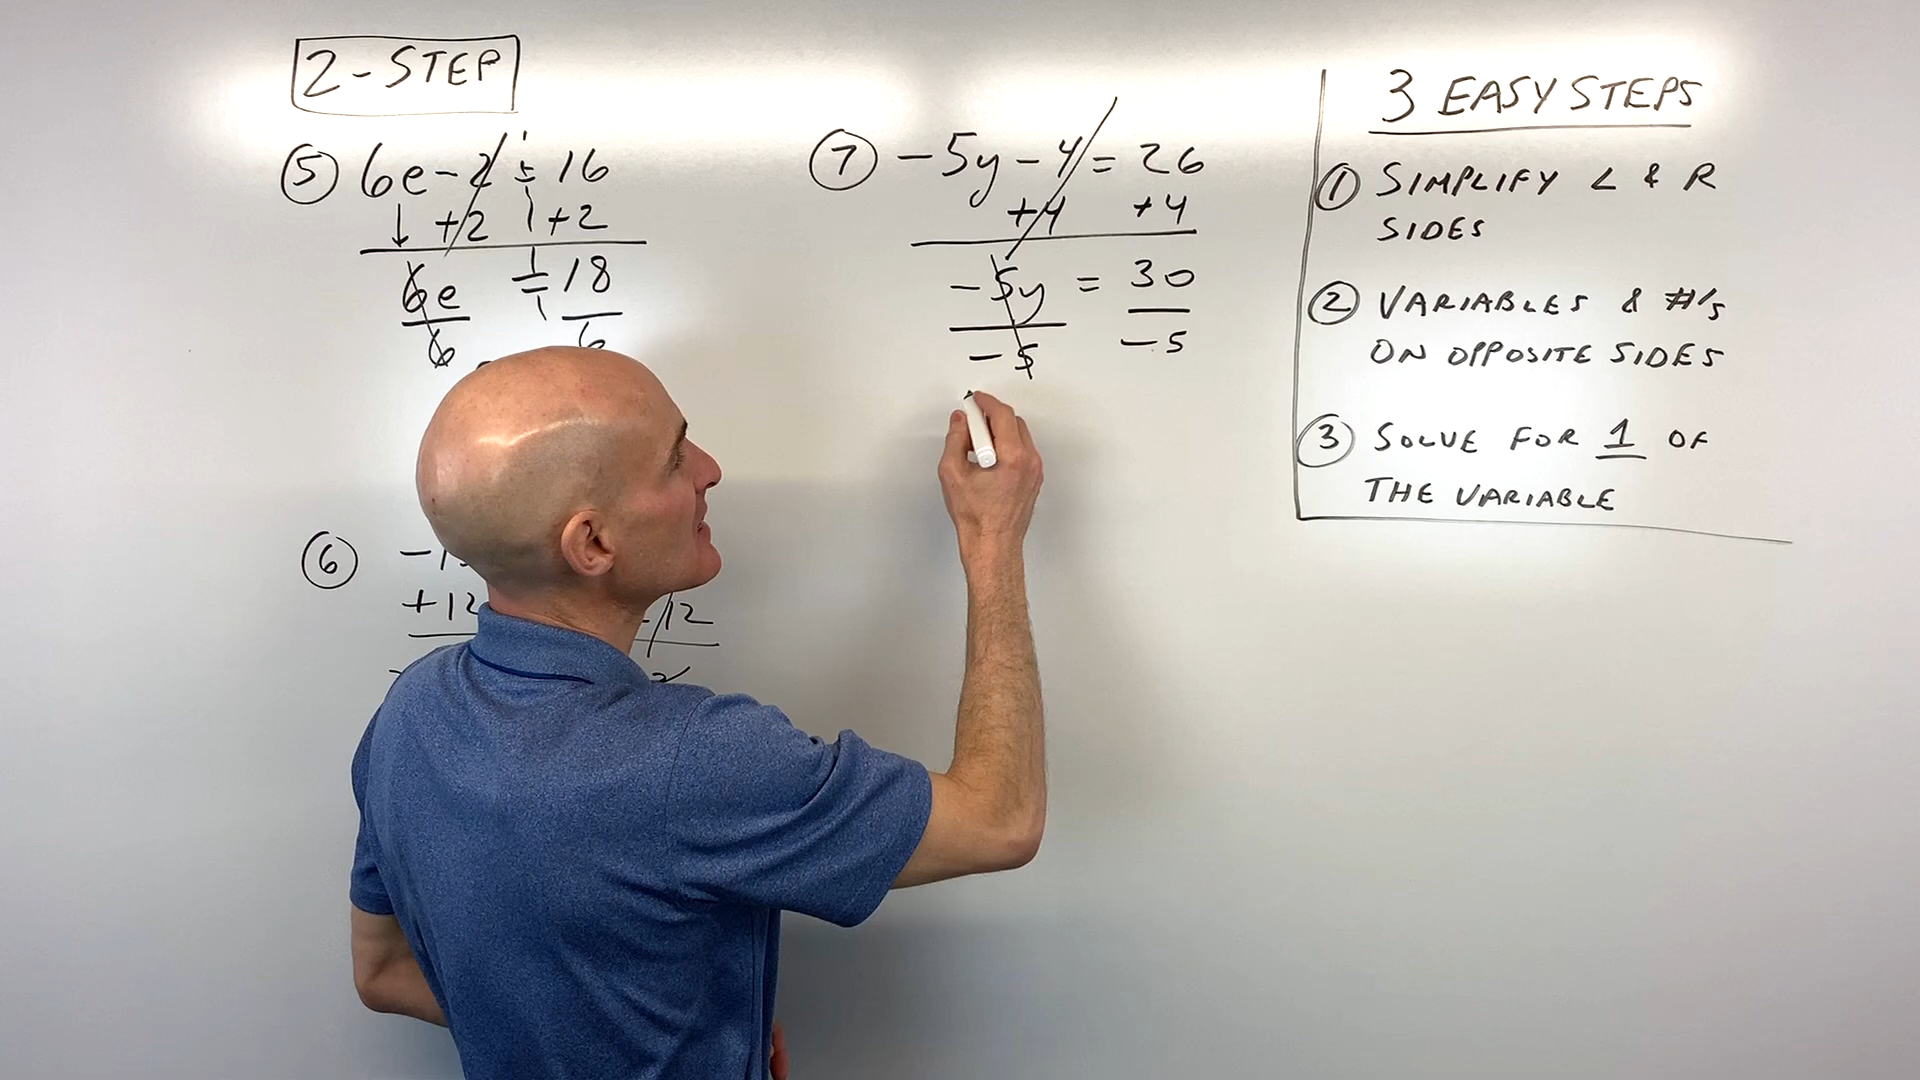 2-STEP
5 6e-2 = 16
+2 +2
6e = 18
6 6
6
+12 -12
7 -5y-4 = 26
+4 +4
-5y = 30
-5 -5
3 EASY STEPS
1 SIMPLIFY L & R
SIDES
2 VARIABLES & #'s
ON OPPOSITE SIDES
3 SOLVE FOR 1 OF
THE VARIABLE